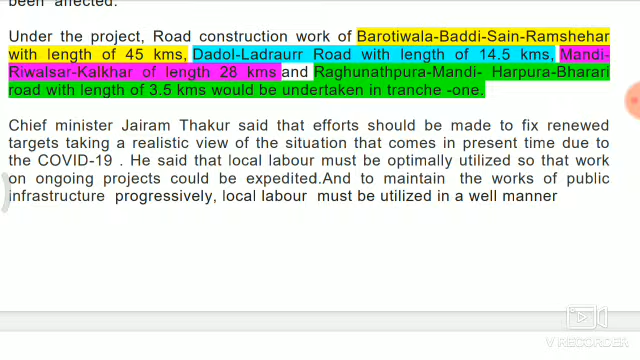 been affected.
Under the project, Road construction work of Barotiwala-Baddi-Sain-Ramshehar
with length of 45 kms, Dadol-Ladraurr Road with length of 14.5 kms, Mandi-
Riwalsar-Kalkhar of length 28 kms and Raghunathpura-Mandi- Harpura-Bharari
road with length of 3.5 kms would be undertaken in tranche -one.
Chief minister Jairam Thakur said that efforts should be made to fix renewed
targets taking a realistic view of the situation that comes in present time due to
the COVID-19 . He said that local labour must be optimally utilized so that work
on ongoing projects could be expedited.And to maintain the works of public
infrastructure progressively, local labour must be utilized in a well manner
V RECORDER